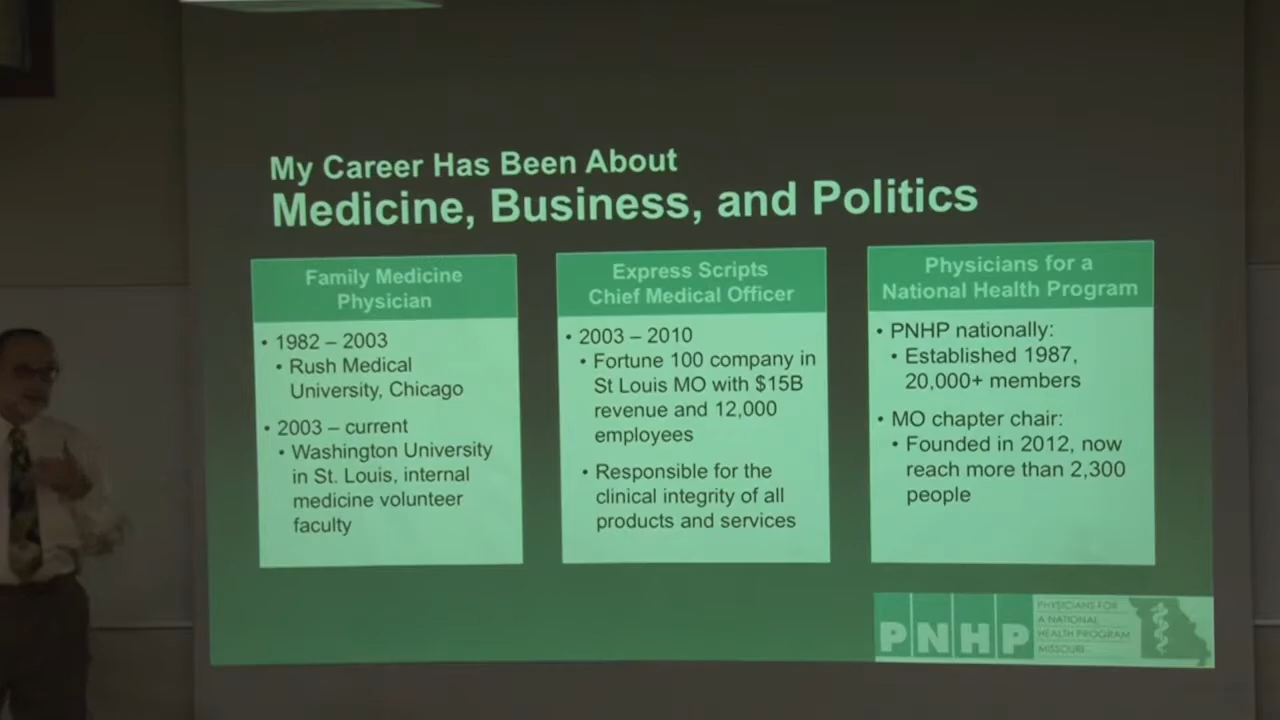 My Career Has Been About
Medicine, Business, and Politics
Family Medicine
Physician
• 1982 – 2003
• Rush Medical
University, Chicago
• 2003 – current
• Washington University
in St. Louis, internal
medicine volunteer
faculty
Express Scripts
Chief Medical Officer
• 2003 – 2010
• Fortune 100 company in
St Louis MO with $15B
revenue and 12,000
employees
• Responsible for the
clinical integrity of all
products and services
Physicians for a
National Health Program
• PNHP nationally:
• Established 1987,
20,000+ members
• MO chapter chair:
• Founded in 2012, now
reach more than 2,300
people
PNHP
PHYSICIANS FOR
A NATIONAL
HEALTH PROGRAM
MISSOURI